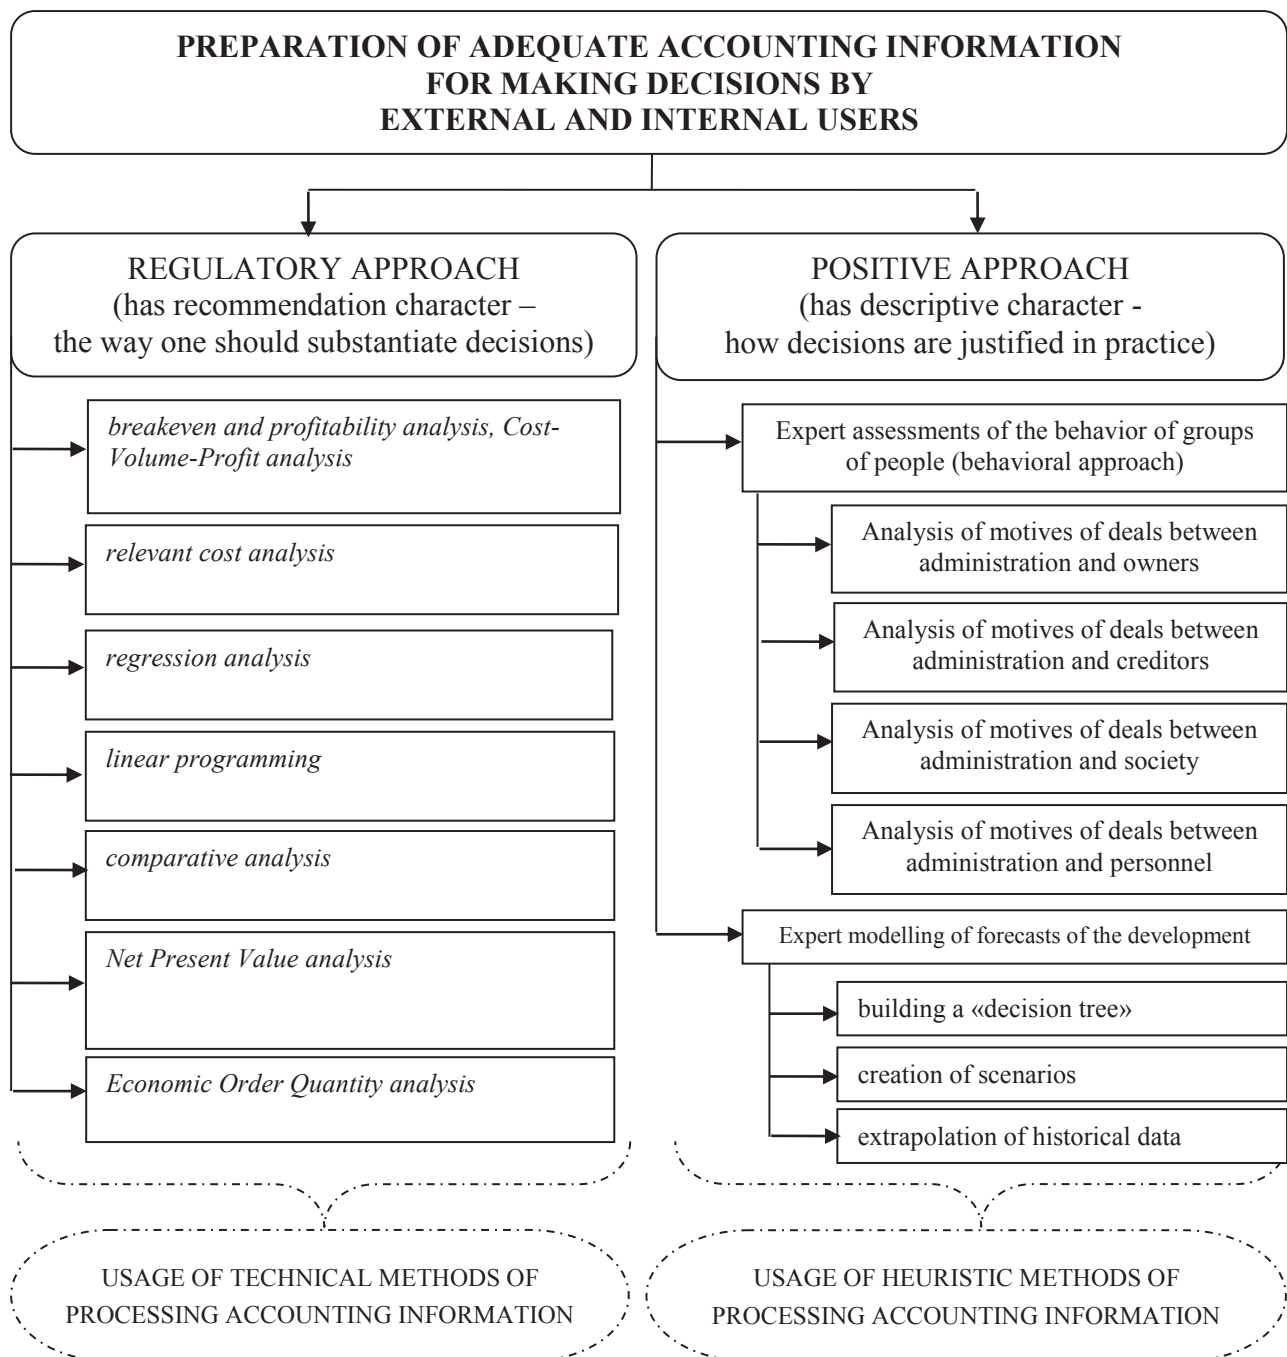 PREPARATION OF ADEQUATE ACCOUNTING INFORMATION
FOR MAKING DECISIONS BY
EXTERNAL AND INTERNAL USERS
REGULATORY APPROACH
(has recommendation character –
the way one should substantiate decisions)
breakeven and profitability analysis, Cost-
Volume-Profit analysis
relevant cost analysis
regression analysis
linear programming
comparative analysis
Net Present Value analysis
Economic Order Quantity analysis
USAGE OF TECHNICAL METHODS OF
PROCESSING ACCOUNTING INFORMATION
POSITIVE APPROACH
(has descriptive character -
how decisions are justified in practice)
Expert assessments of the behavior of groups
of people (behavioral approach)
Analysis of motives of deals between
administration and owners
Analysis of motives of deals between
administration and creditors
Analysis of motives of deals between
administration and society
Analysis of motives of deals between
administration and personnel
Expert modelling of forecasts of the development
building a «decision tree»
creation of scenarios
extrapolation of historical data
USAGE OF HEURISTIC METHODS OF
PROCESSING ACCOUNTING INFORMATION